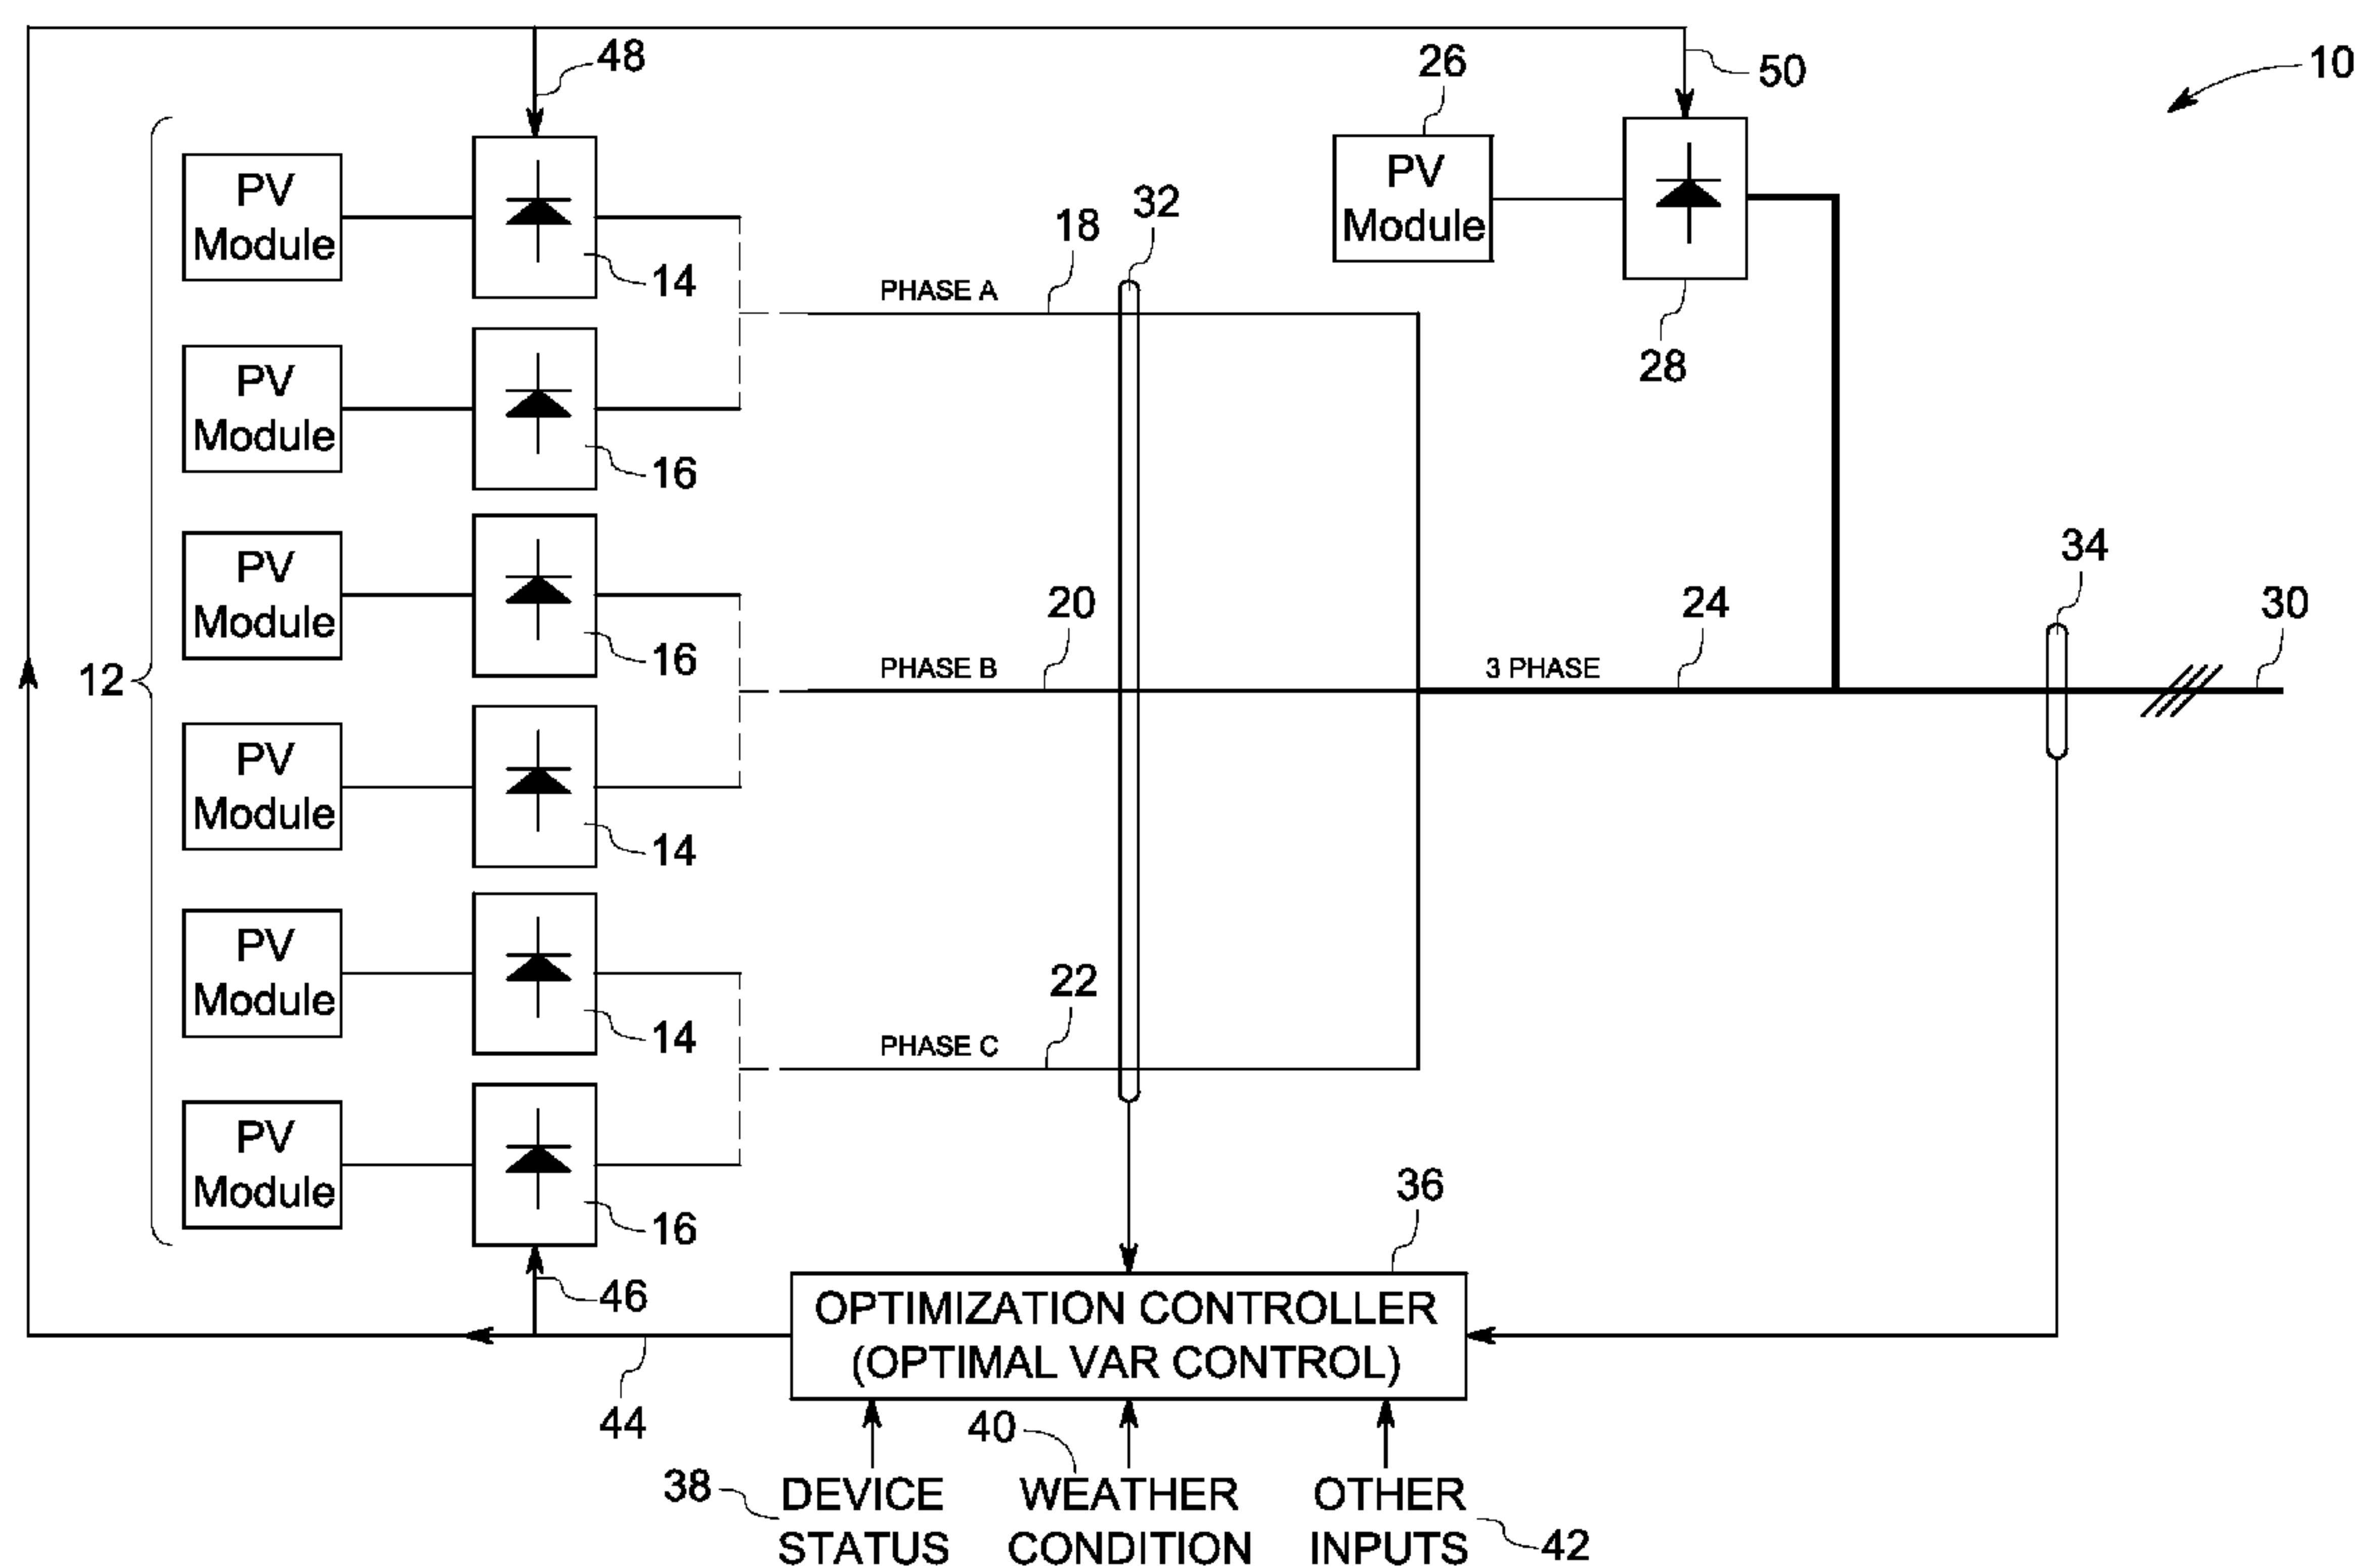 48
26
50
10
PV
Module
14
PHASE A
18
32
PV
Module
28
PV
Module
16
PV
Module
16
12
PHASE B
20
3 PHASE
24
34
30
PV
Module
14
PV
Module
14
PHASE C
22
PV
Module
16
46
44
36
OPTIMIZATION CONTROLLER
(OPTIMAL VAR CONTROL)
38
DEVICE
STATUS
40
WEATHER
CONDITION
OTHER
INPUTS
42